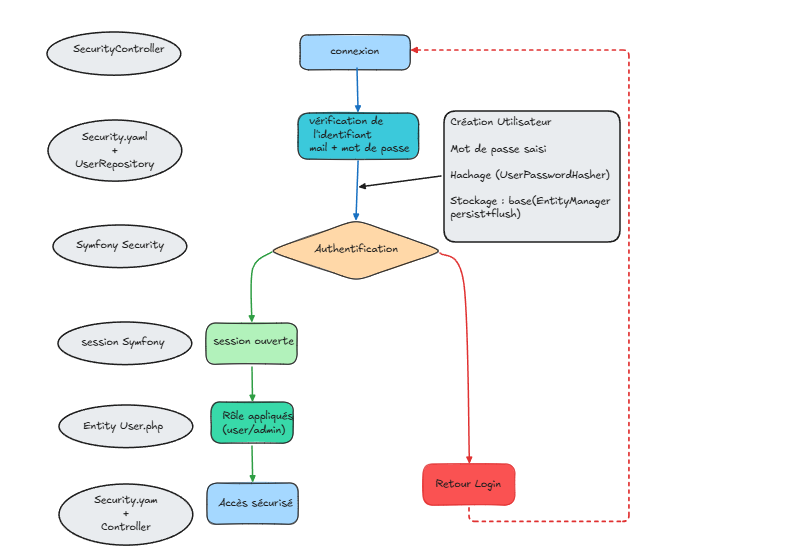 SecurityController
connexion
Security.yaml
+
UserRepository
vérification de
l'identifiant
mail + mot de passe
Création Utilisateur
Mot de passe saisi
Hachage (UserPasswordHasher)
Stockage : base(EntityManager
persist+flush)
Symfony Security
Authentification
session Symfony
session ouverte
Entity User.php
Rôle appliqués
(user/admin)
Security.yam
+
Controller
Accès sécurisé
Retour Login